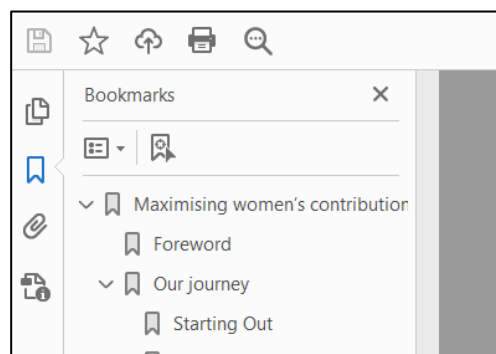 Bookmarks
Maximising women's contribution
Foreword
Our journey
Starting Out